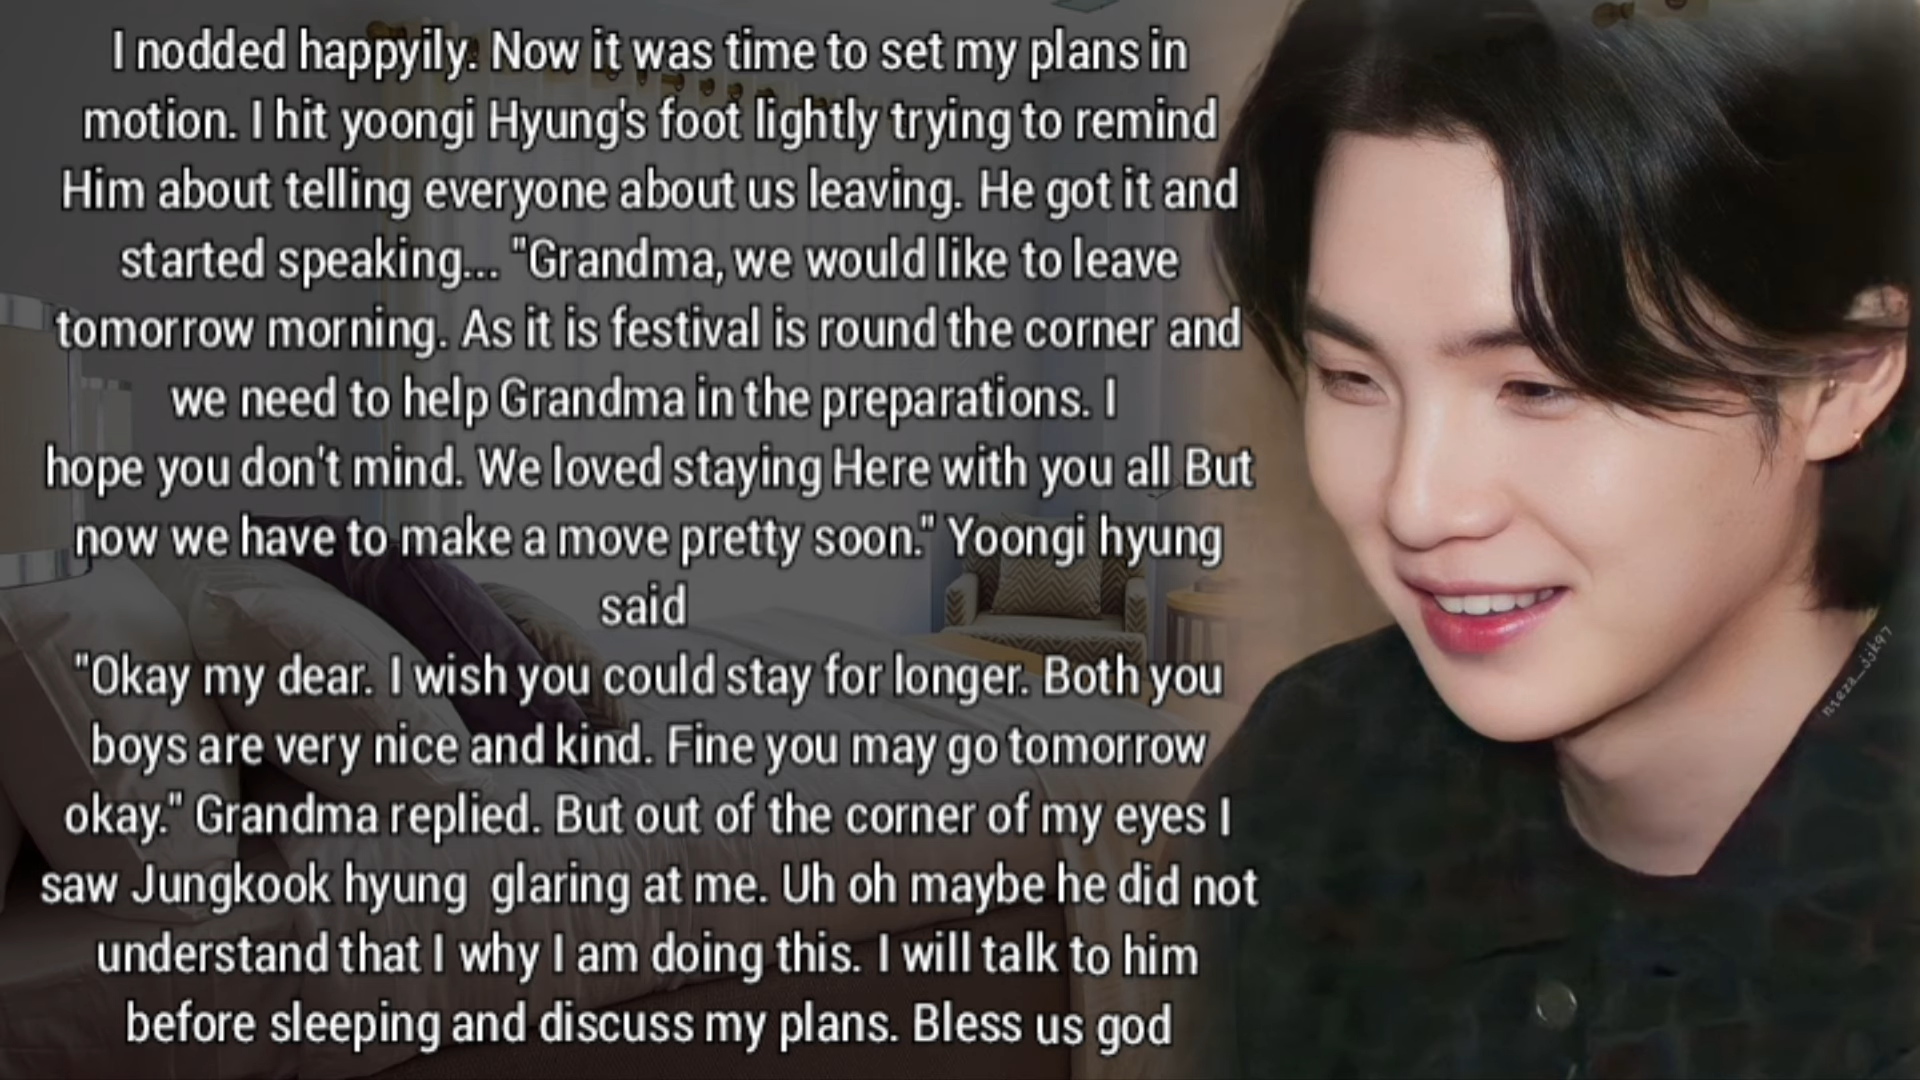 I nodded happyily. Now it was time to set my plans in
motion. I hit yoongi Hyung's foot lightly trying to remind
Him about telling everyone about us leaving. He got it and
started speaking... "Grandma, we would like to leave
tomorrow morning. As it is festival is round the corner and
we need to help Grandma in the preparations. I
hope you don't mind. We loved staying Here with you all But
now we have to make a move pretty soon." Yoongi hyung
said
"Okay my dear. I wish you could stay for longer. Both you
boys are very nice and kind. Fine you may go tomorrow
okay." Grandma replied. But out of the corner of my eyes I
saw Jungkook hyung  glaring at me. Uh oh maybe he did not
understand that I why I am doing this. I will talk to him
before sleeping and discuss my plans. Bless us god